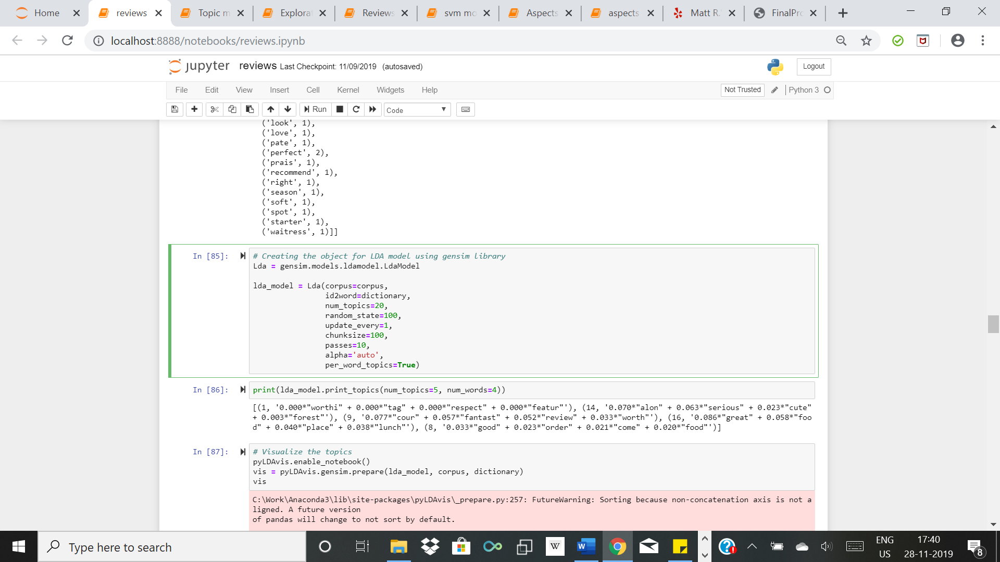 Home
reviews
Topic m
Explorat
Reviews
svm mo
Aspects
aspects
Matt R.
FinalPro
localhost:8888/notebooks/reviews.ipynb
jupyter reviews Last Checkpoint: 11/09/2019 (autosaved)
Logout
File Edit View Insert Cell Kernel Widgets Help
Not Trusted
Python 3
Run
Code
('look', 1),
('love', 1),
('pate', 1),
('perfect', 2),
('prais', 1),
('recommend', 1),
('right', 1),
('season', 1),
('soft', 1),
('spot', 1),
('starter', 1),
('waitress', 1)]]
In [85]:
# Creating the object for LDA model using gensim library
Lda = gensim.models.ldamodel.LdaModel
lda_model = Lda(corpus=corpus,
id2word=dictionary,
num_topics=20,
random_state=100,
update_every=1,
chunksize=100,
passes=10,
alpha='auto',
per_word_topics=True)
In [86]:
print(lda_model.print_topics(num_topics=5, num_words=4))
[(1, '0.000*"worthi" + 0.000*"tag" + 0.000*"respect" + 0.000*"featur"'), (14, '0.070*"alon" + 0.063*"serious" + 0.023*"cute"
+ 0.003*"forest"'), (9, '0.077*"cour" + 0.057*"fantast" + 0.052*"review" + 0.033*"worth"'), (16, '0.086*"great" + 0.058*"foo
d" + 0.040*"place" + 0.038*"lunch"'), (8, '0.033*"good" + 0.023*"order" + 0.021*"come" + 0.020*"food"')]
In [87]:
# Visualize the topics
pyLDAvis.enable_notebook()
vis = pyLDAvis.gensim.prepare(lda_model, corpus, dictionary)
vis
C:\Work\Anaconda3\lib\site-packages\pyLDAvis\_prepare.py:257: FutureWarning: Sorting because non-concatenation axis is not a
ligned. A future version
of pandas will change to not sort by default.
Type here to search
W
W
ENG
US
17:40
28-11-2019
8